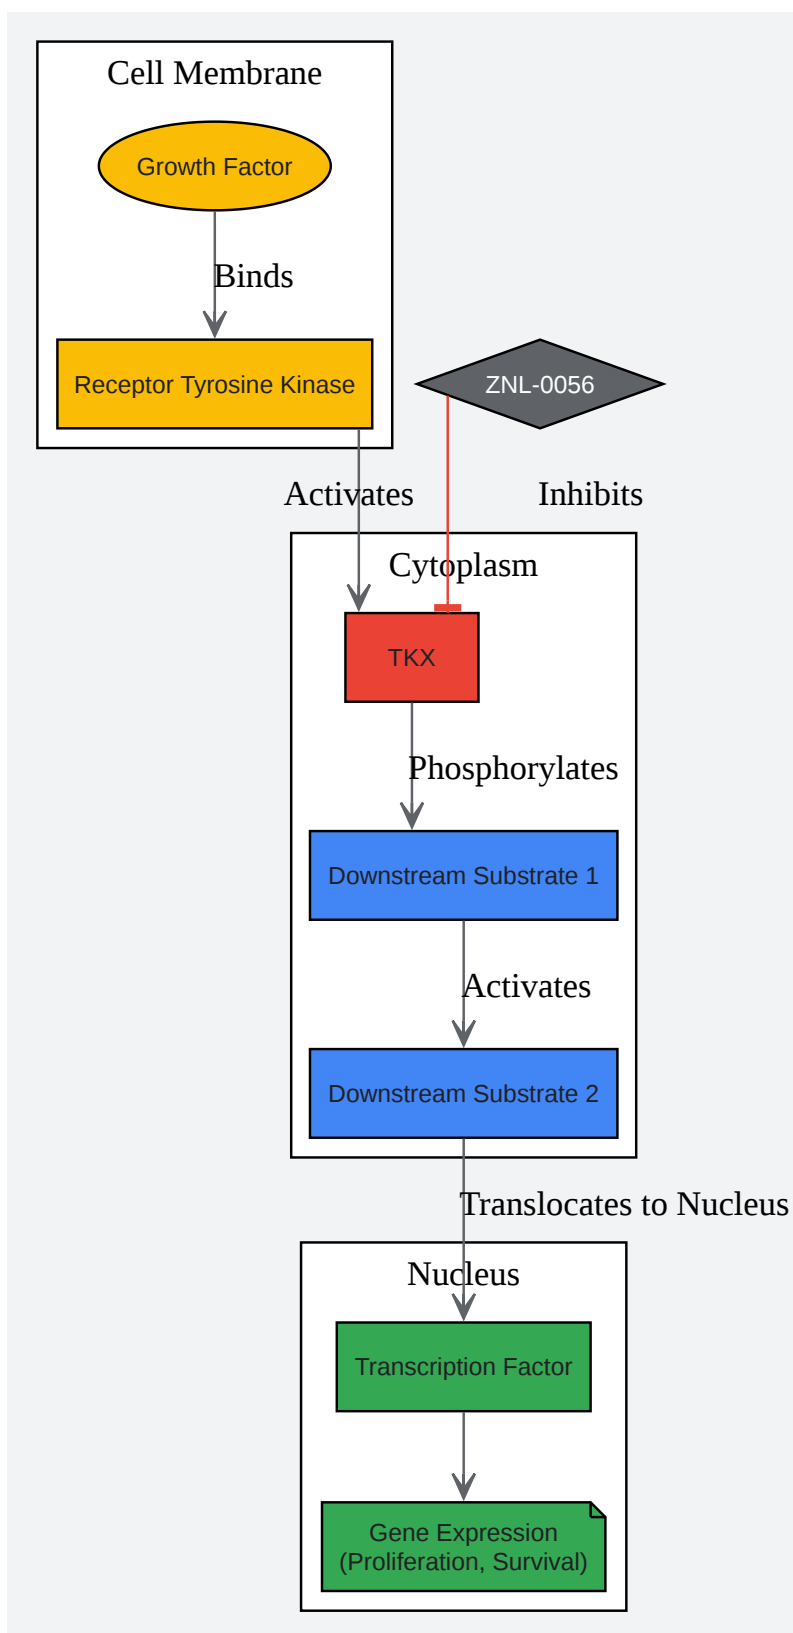 Cell Membrane
Growth Factor
Binds
Receptor Tyrosine Kinase
ZNL-0056
Activates
Inhibits
Cytoplasm
TKX
Phosphorylates
Downstream Substrate 1
Activates
Downstream Substrate 2
Translocates to Nucleus
Nucleus
Transcription Factor
Gene Expression
(Proliferation, Survival)